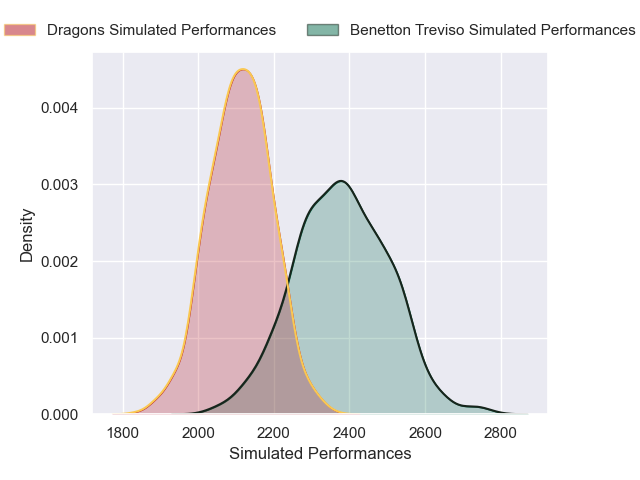 Dragons Simulated Performances
Benetton Treviso Simulated Performances
0.004
0.003
0.002
0.001
0.000
Density
1800 2000 2200 2400 2600 2800
Simulated Performances